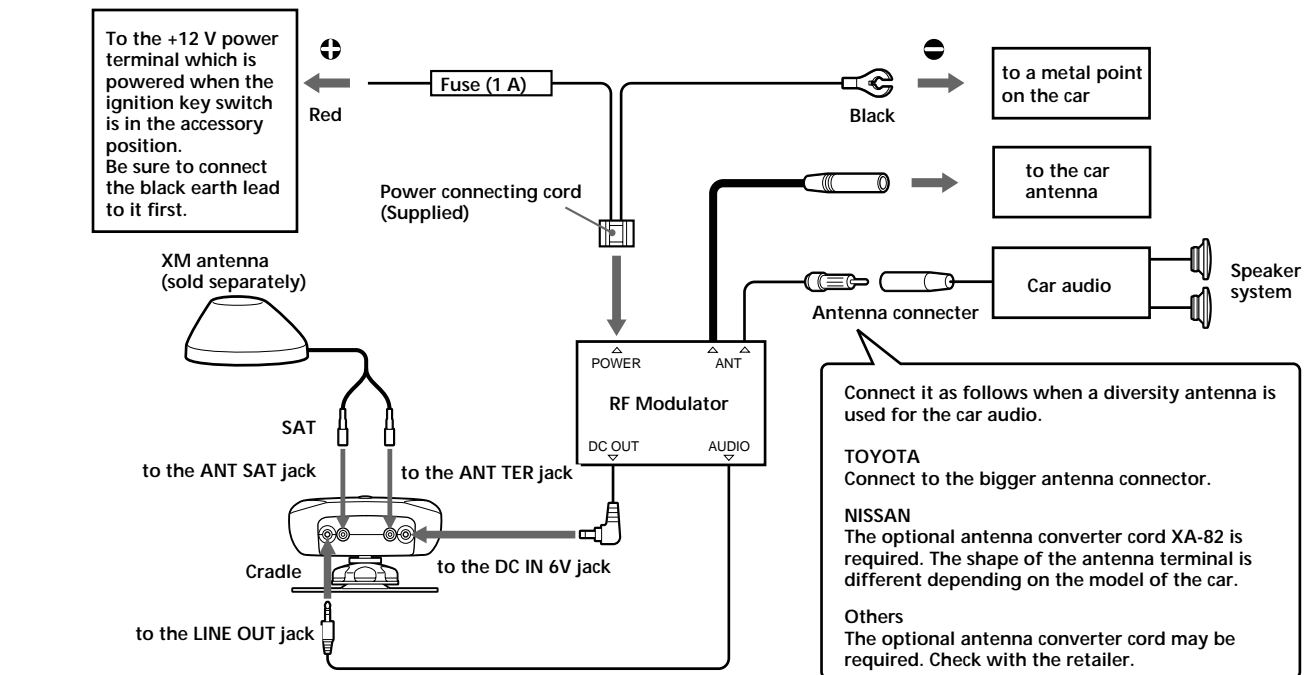 To the +12 V power
terminal which is
powered when the
ignition key switch
is in the accessory
position.
Be sure to connect
the black earth lead
to it first.
Red
Fuse (1 A)
Black
to a metal point
on the car
Power connecting cord
(Supplied)
to the car
antenna
XM antenna
(sold separately)
Antenna connecter
Car audio
Speaker
system
POWER
ANT
RF Modulator
DC OUT
AUDIO
SAT
to the ANT SAT jack
to the ANT TER jack
Cradle
to the DC IN 6V jack
to the LINE OUT jack
Connect it as follows when a diversity antenna is
used for the car audio.
TOYOTA
Connect to the bigger antenna connector.
NISSAN
The optional antenna converter cord XA-82 is
required. The shape of the antenna terminal is
different depending on the model of the car.
Others
The optional antenna converter cord may be
required. Check with the retailer.